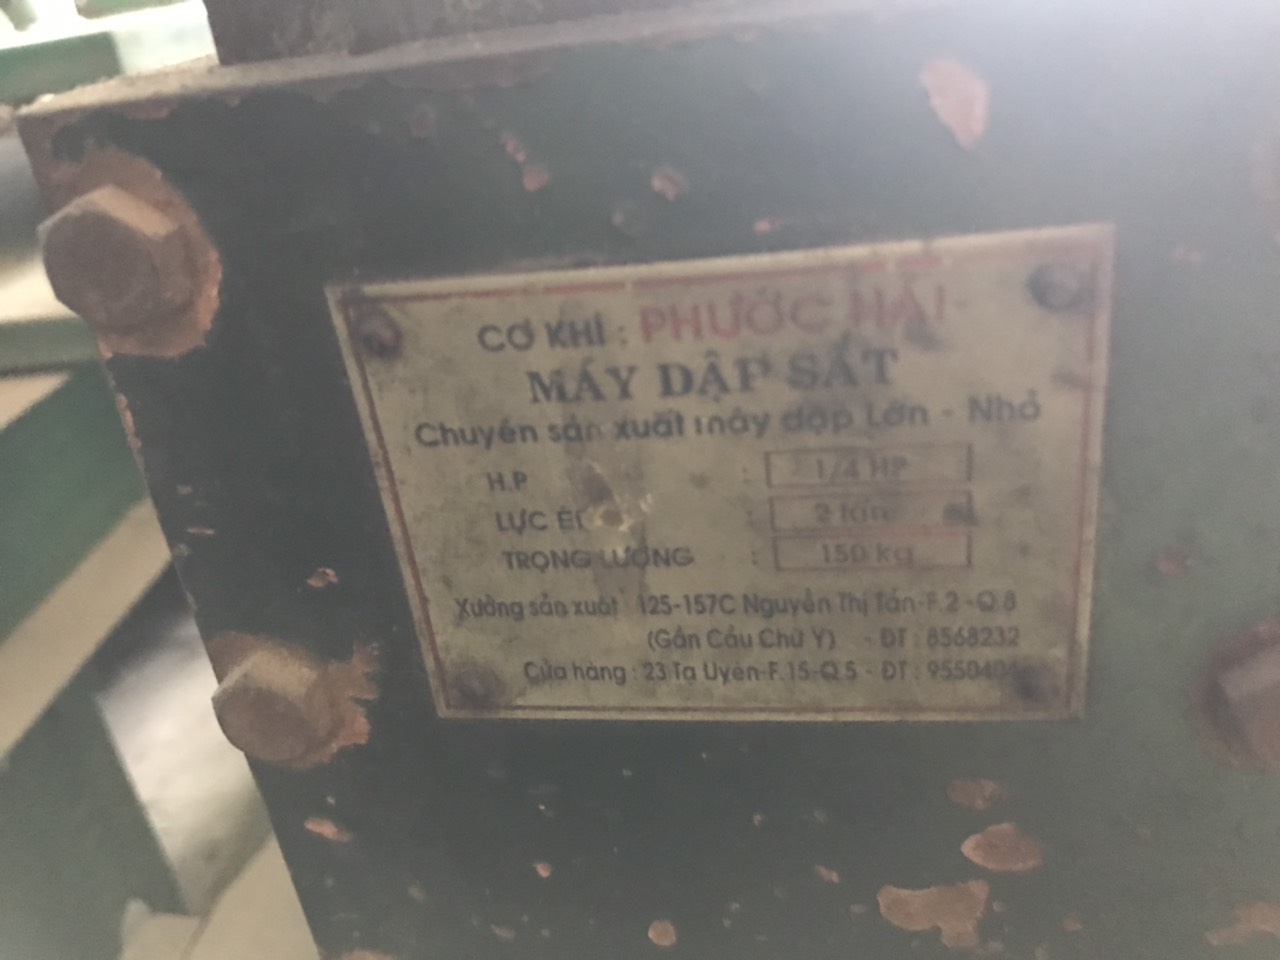 CƠ KHÍ : PHƯỚC HẢI
MÁY DẬP SẮT
Chuyên sản xuất máy dập Lớn - Nhỏ
H.P : 1/4 HP
LỰC 2 tấn
TRỌNG LƯỢNG : 150 kg
Xưởng sản xuất 125-157C Nguyễn Thị Tần-F.2-Q.8
(Gần Cầu Chữ Y) - ĐT : 8568232
Cửa hàng : 23 Tạ Uyên-F.15-Q.5 - ĐT :